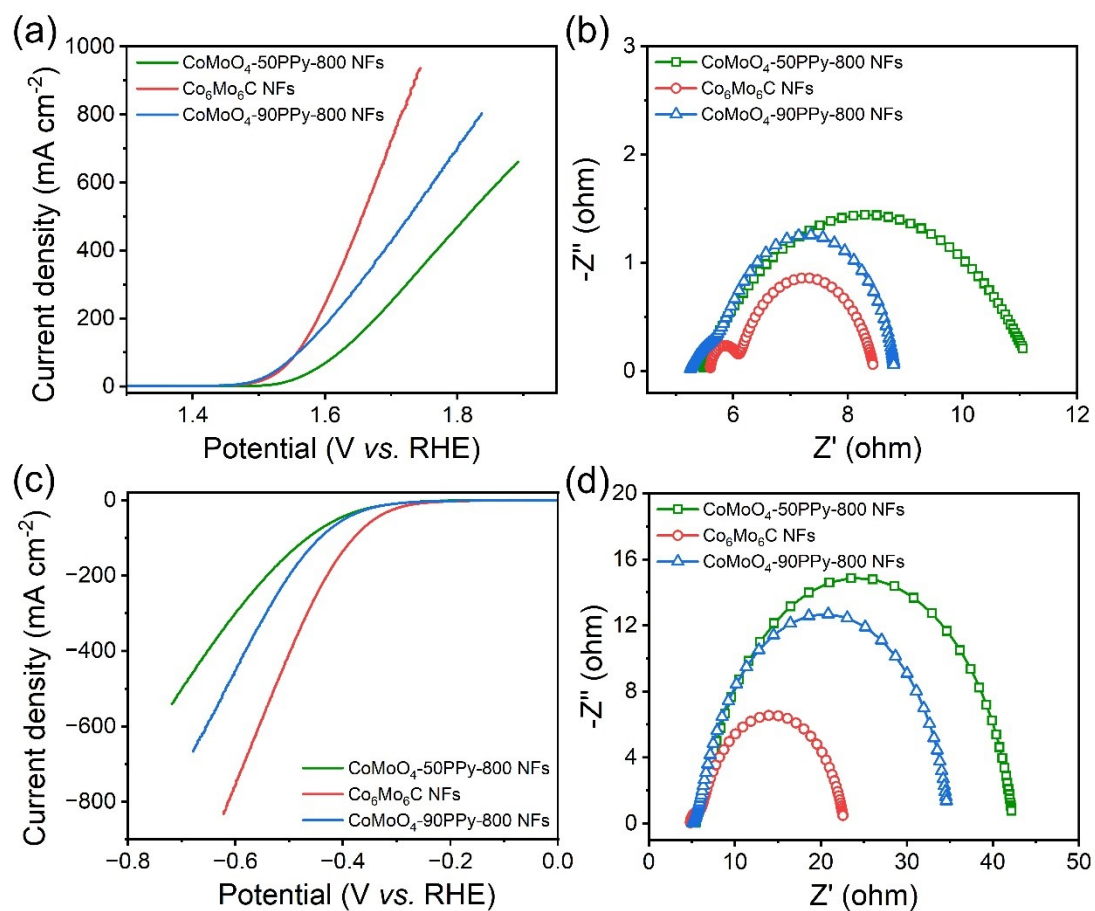 (a)
1000
800
600
400
200
0
1.4 1.6 1.8
Current density (mA cm⁻²)
Potential (V vs. RHE)
CoMoO₄-50PPy-800 NFs
Co₆Mo₆C NFs
CoMoO₄-90PPy-800 NFs
(b)
3
2
1
0
6 8 10 12
-Z" (ohm)
Z' (ohm)
CoMoO₄-50PPy-800 NFs
Co₆Mo₆C NFs
CoMoO₄-90PPy-800 NFs
(c)
0
−200
−400
−600
−800
−0.8 −0.6 −0.4 −0.2 0.0
Current density (mA cm⁻²)
Potential (V vs. RHE)
CoMoO₄-50PPy-800 NFs
Co₆Mo₆C NFs
CoMoO₄-90PPy-800 NFs
(d)
20
16
12
8
4
0
0 10 20 30 40 50
-Z" (ohm)
Z' (ohm)
CoMoO₄-50PPy-800 NFs
Co₆Mo₆C NFs
CoMoO₄-90PPy-800 NFs